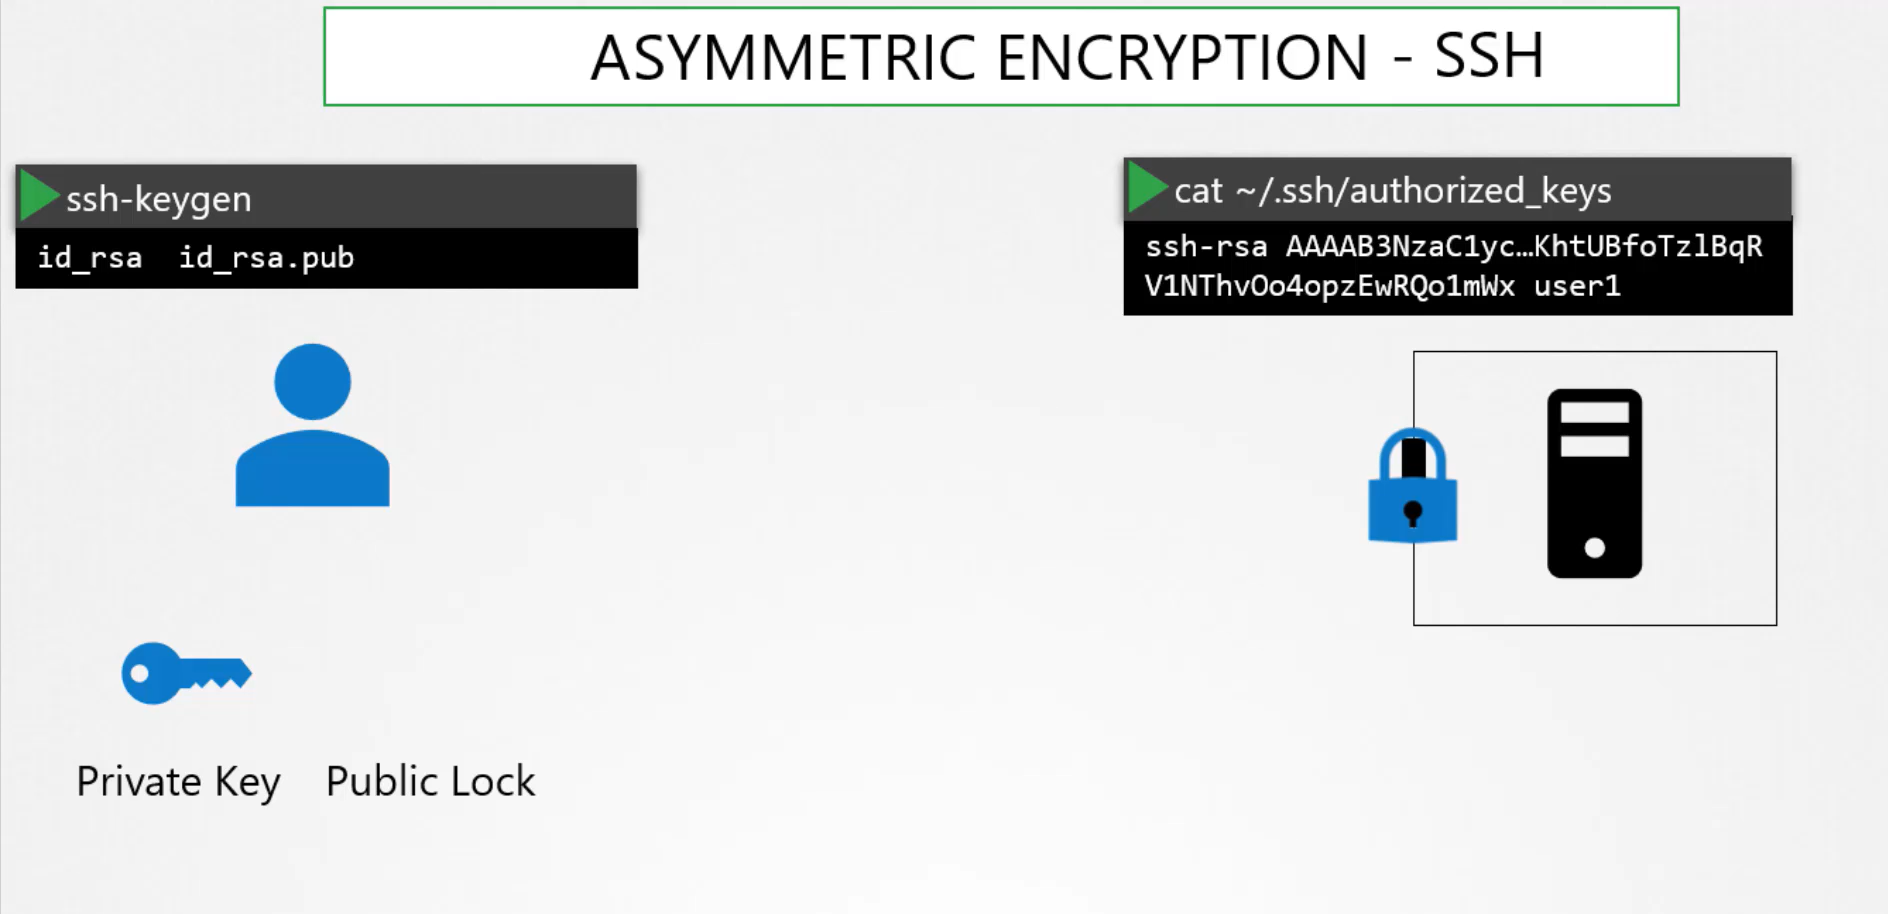 ASYMMETRIC ENCRYPTION - SSH
ssh-keygen
id_rsa id_rsa.pub
cat ~/.ssh/authorized_keys
ssh-rsa AAAAB3NzaC1yc…KhtUBfoTzlBqR
V1NThvOo4opzEwRQo1mWx user1
Private Key
Public Lock